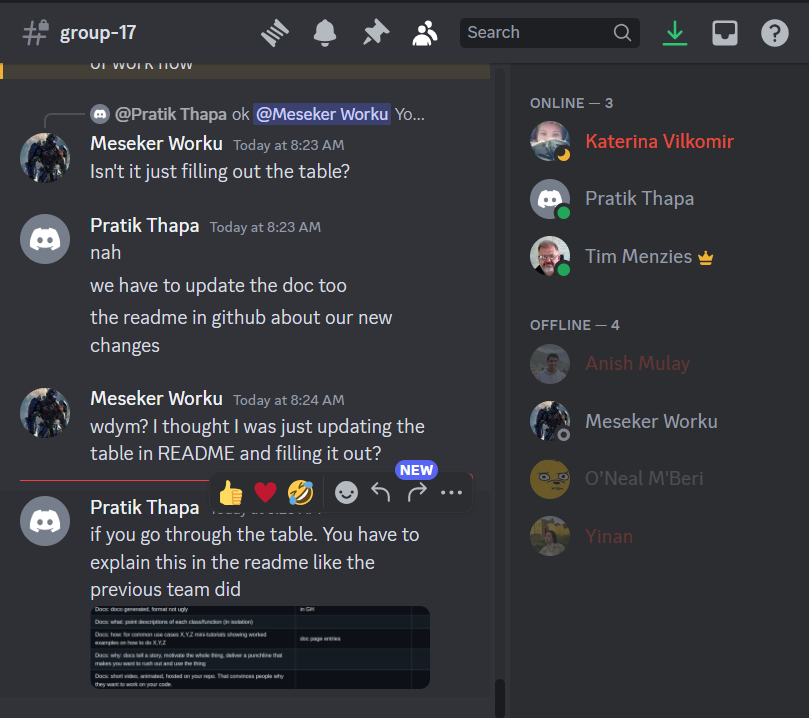 group-17
Search
of work now
@Pratik Thapa ok @Meseker Worku Yo...
Meseker Worku Today at 8:23 AM
Isn't it just filling out the table?
Pratik Thapa Today at 8:23 AM
nah
we have to update the doc too
the readme in github about our new
changes
Meseker Worku Today at 8:24 AM
wdym? I thought I was just updating the
table in README and filling it out?
NEW
Pratik Thapa
if you go through the table. You have to
explain this in the readme like the
previous team did
Docs: doco generated, format not ugly
in GH
Docs: what: point descriptions of each class/function (in isolation)
Docs: how: for common use cases X,Y,Z mini-tutorials showing worked
examples on how to do X,Y,Z
doc page entries
Docs: why: docs tell a story, motivate the whole thing, deliver a punchline that
makes you want to rush out and use the thing
Docs: short video, animated, hosted on your repo. That convinces people why
they want to work on your code.
ONLINE — 3
Katerina Vilkomir
Pratik Thapa
Tim Menzies
OFFLINE — 4
Anish Mulay
Meseker Worku
O'Neal M'Beri
Yinan